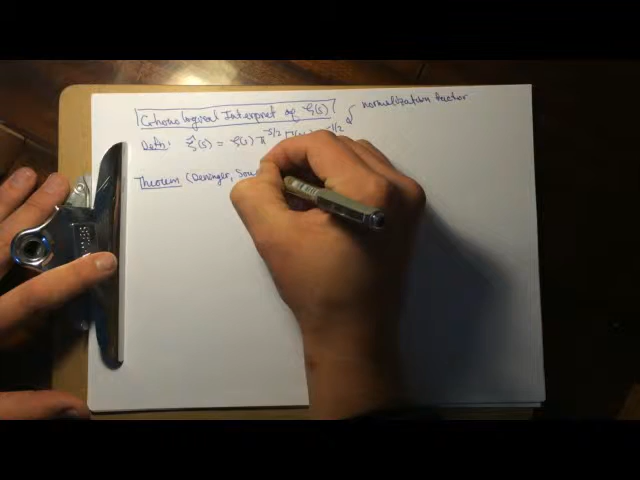 Cohomological Interpret of ζ(s)
normalization factor
Defn: ζ̂(s) = ζ(s) π^-s/2
Theorem (Deninger,